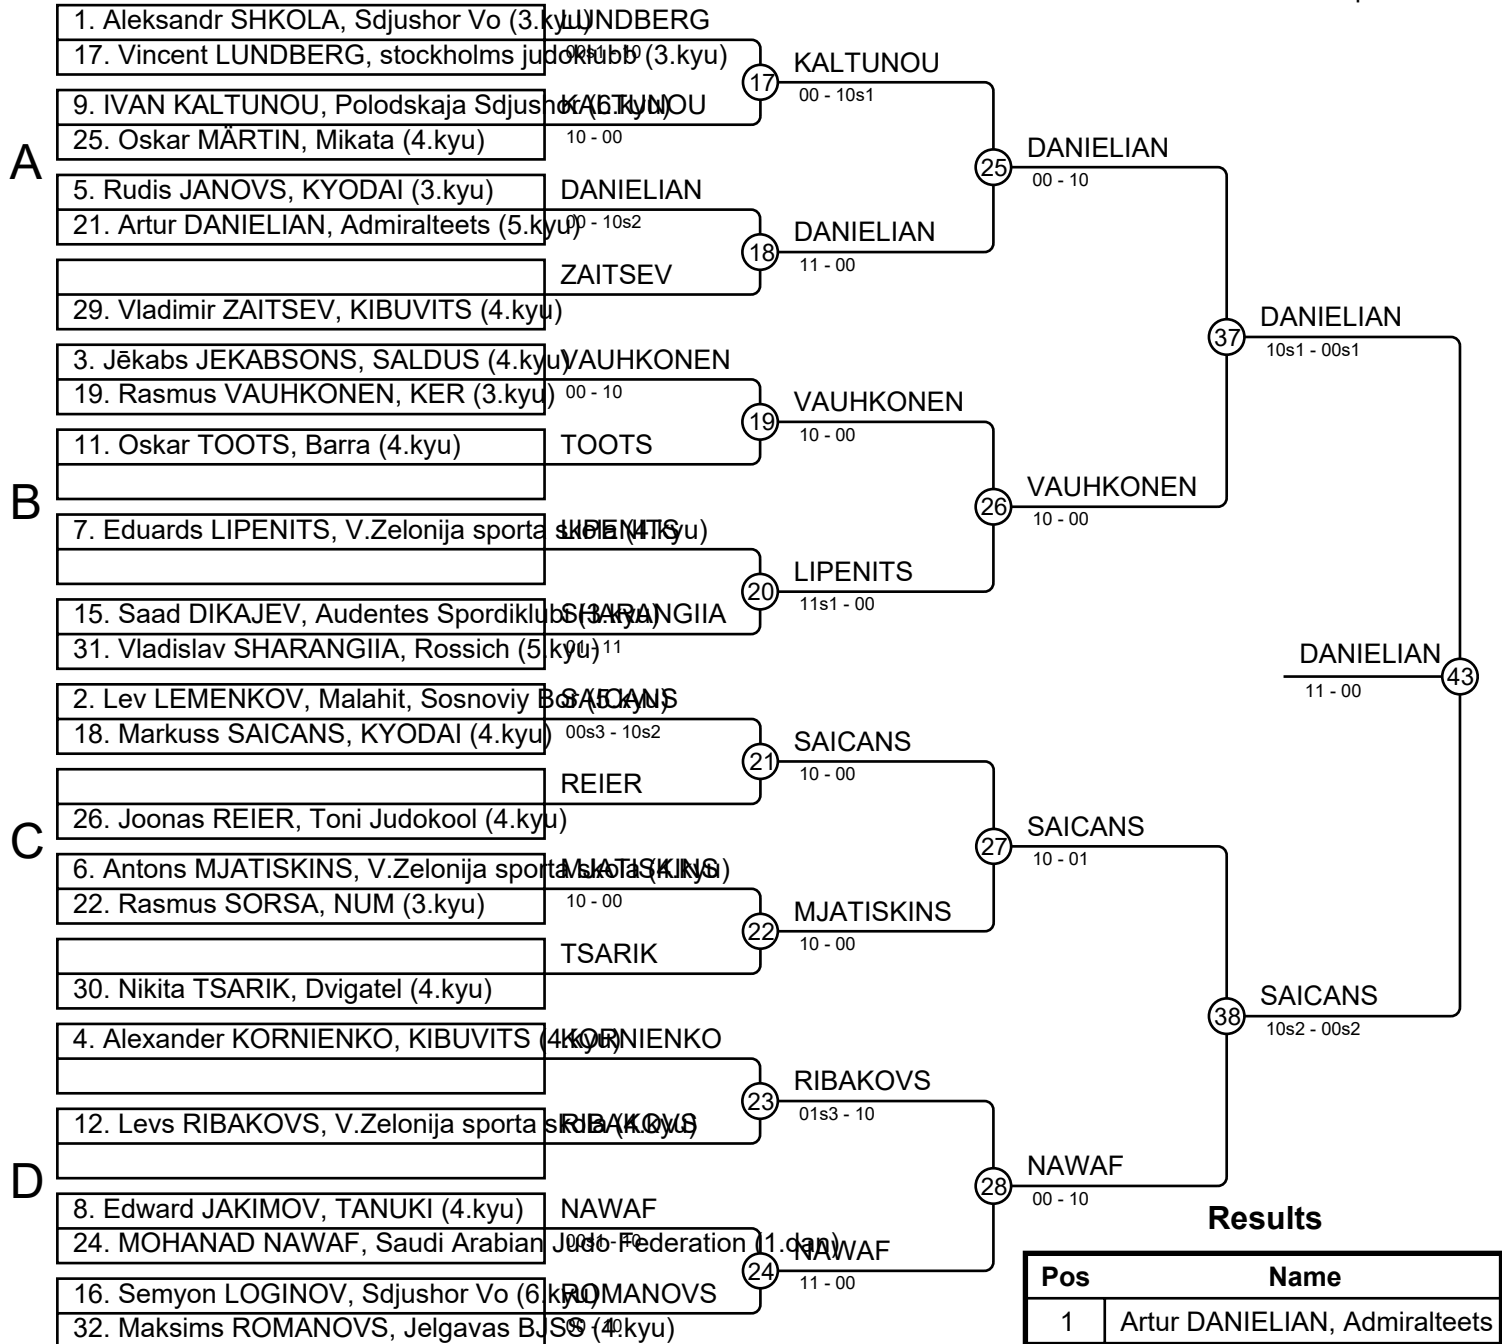 1. Aleksandr SHKOLA, Sdjushor Vo (3.kyu)
LUNDBERG
17. Vincent LUNDBERG, stockholms judoklubb (3.kyu)
00s1 - 10
17
KALTUNOU
00 - 10s1
9. IVAN KALTUNOU, Polodskaja Sdjushor (6.kyu)
KALTUNOU
25. Oskar MÄRTIN, Mikata (4.kyu)
10 - 00
A
25
DANIELIAN
00 - 10
5. Rudis JANOVS, KYODAI (3.kyu)
DANIELIAN
21. Artur DANIELIAN, Admiralteets (5.kyu)
00 - 10s2
18
DANIELIAN
11 - 00
ZAITSEV
29. Vladimir ZAITSEV, KIBUVITS (4.kyu)
37
DANIELIAN
10s1 - 00s1
3. Jēkabs JEKABSONS, SALDUS (4.kyu)
VAUHKONEN
19. Rasmus VAUHKONEN, KER (3.kyu)
00 - 10
19
VAUHKONEN
10 - 00
11. Oskar TOOTS, Barra (4.kyu)
TOOTS
B
26
VAUHKONEN
10 - 00
7. Eduards LIPENITS, V.Zelonija sporta skola (4.kyu)
LIPENITS
20
LIPENITS
11s1 - 00
15. Saad DIKAJEV, Audentes Spordiklubi (3.kyu)
SHARANGIIA
31. Vladislav SHARANGIIA, Rossich (5.kyu)
01 - 11
DANIELIAN
43
11 - 00
2. Lev LEMENKOV, Malahit, Sosnoviy Bor (5.kyu)
SAICANS
18. Markuss SAICANS, KYODAI (4.kyu)
00s3 - 10s2
21
SAICANS
10 - 00
REIER
26. Joonas REIER, Toni Judokool (4.kyu)
C
27
SAICANS
10 - 01
6. Antons MJATISKINS, V.Zelonija sporta skola (4.kyu)
MJATISKINS
22. Rasmus SORSA, NUM (3.kyu)
10 - 00
22
MJATISKINS
10 - 00
TSARIK
30. Nikita TSARIK, Dvigatel (4.kyu)
38
SAICANS
10s2 - 00s2
4. Alexander KORNIENKO, KIBUVITS (4.kyu)
KORNIENKO
23
RIBAKOVS
01s3 - 10
12. Levs RIBAKOVS, V.Zelonija sporta skola (4.kyu)
RIBAKOVS
D
28
NAWAF
00 - 10
8. Edward JAKIMOV, TANUKI (4.kyu)
NAWAF
24. MOHANAD NAWAF, Saudi Arabian Judo Federation (1.dan)
00s1 - 10
24
NAWAF
11 - 00
16. Semyon LOGINOV, Sdjushor Vo (6.kyu)
ROMANOVS
32. Maksims ROMANOVS, Jelgavas BJSS (4.kyu)
00 - 10
Results
Pos Name
1 Artur DANIELIAN, Admiralteets